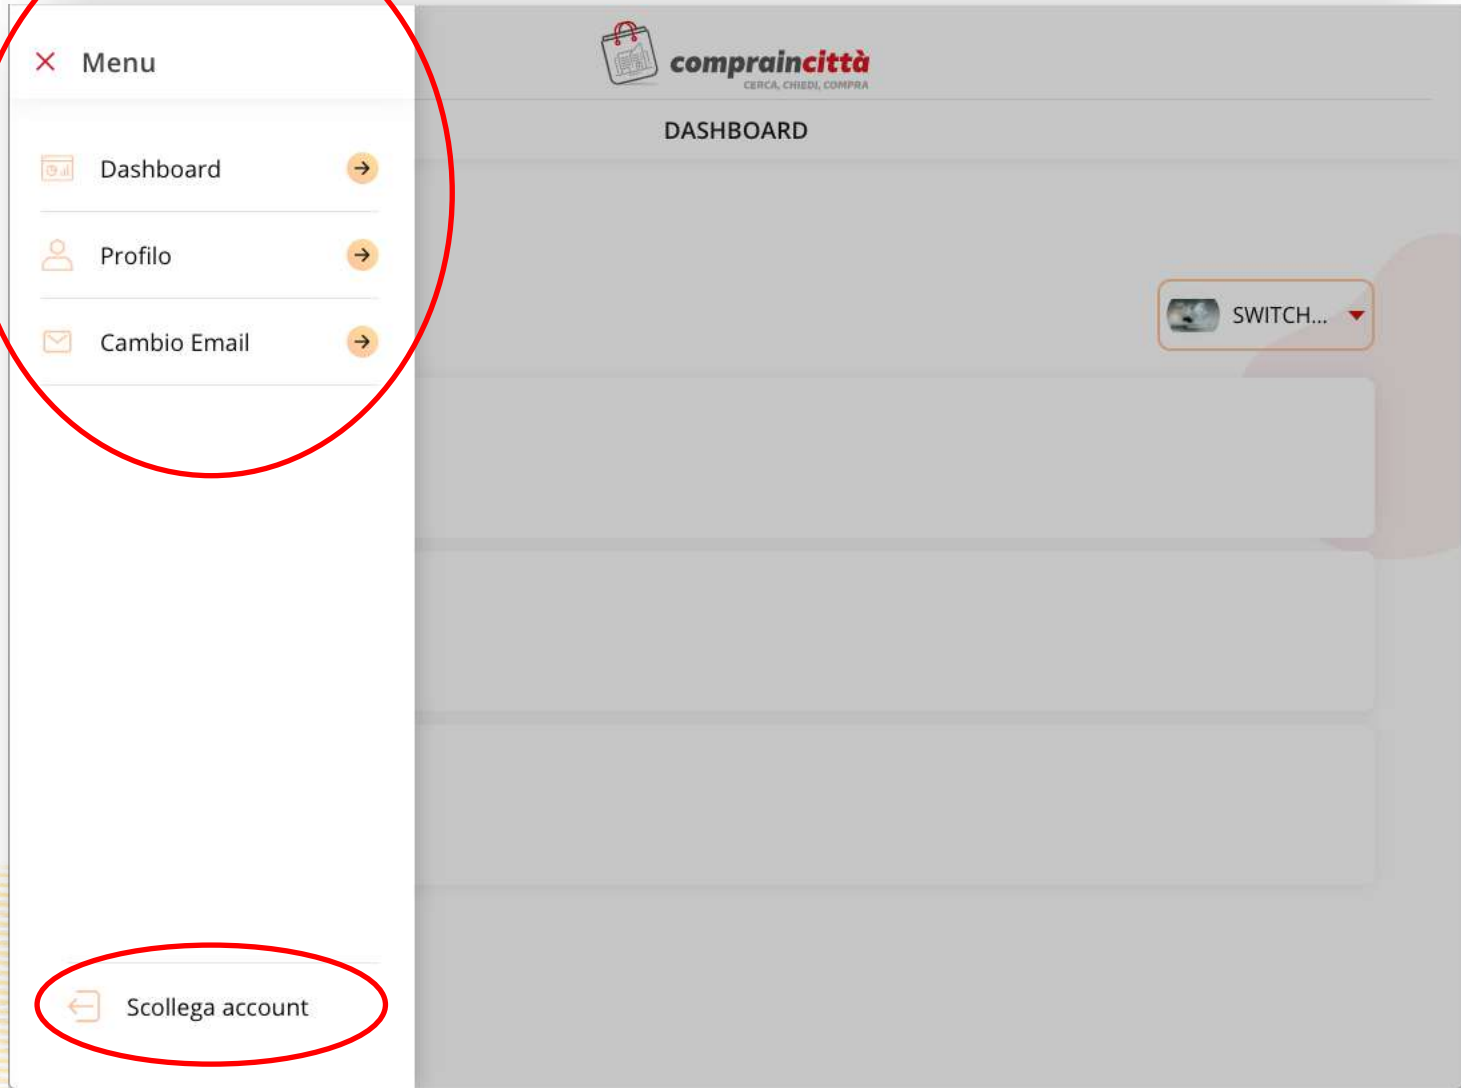 Menu
Dashboard
Profilo
Cambio Email
Scollega account
compraincittà
CERCA, CHIEDI, COMPRA
DASHBOARD
SWITCH...